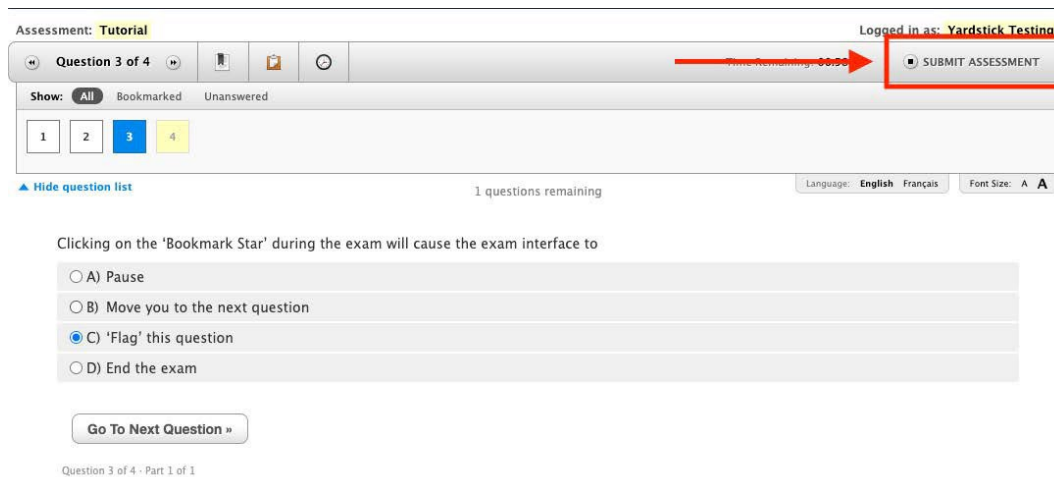 Assessment: Tutorial Logged in as: Yardstick Testing
Question 3 of 4 Time Remaining: SUBMIT ASSESSMENT
Show: All Bookmarked Unanswered
1 2 3 4
Hide question list 1 questions remaining Language: English Français Font Size: A A
Clicking on the ‘Bookmark Star’ during the exam will cause the exam interface to
A) Pause
B) Move you to the next question
C) ‘Flag’ this question
D) End the exam
Go To Next Question »
Question 3 of 4 - Part 1 of 1